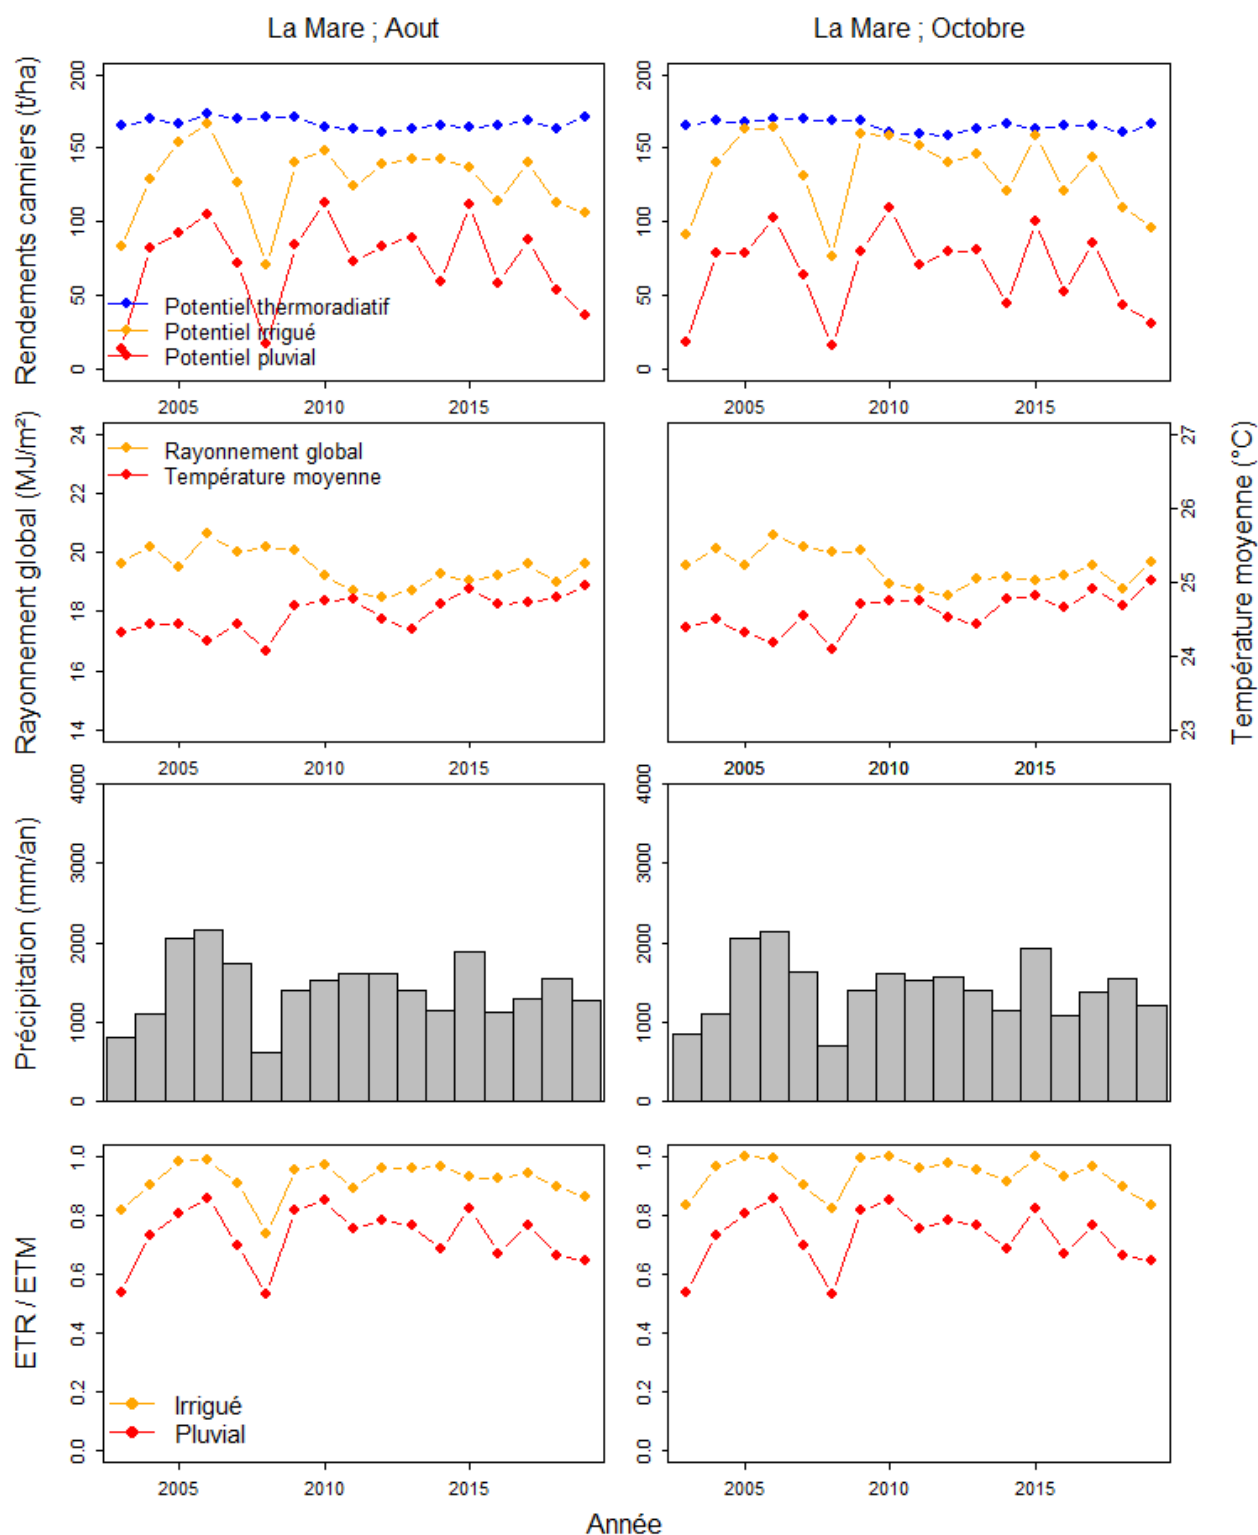 La Mare ; Aout
La Mare ; Octobre
Rendements canniers (t/ha)
200
150
100
50
0
Potentiel thermoradiatif
Potentiel irrigué
Potentiel pluvial
2005 2010 2015
200
150
100
50
0
2005 2010 2015
Rayonnement global (MJ/m²)
24
22
20
18
16
14
Rayonnement global
Température moyenne
2005 2010 2015
27
26
25
24
23
Température moyenne (°C)
2005 2010 2015
Précipitation (mm/an)
4000
3000
2000
1000
0
4000
3000
2000
1000
0
ETR / ETM
1.0
0.8
0.6
0.4
0.2
0.0
Irrigué
Pluvial
2005 2010 2015
1.0
0.8
0.6
0.4
0.2
0.0
2005 2010 2015
Année